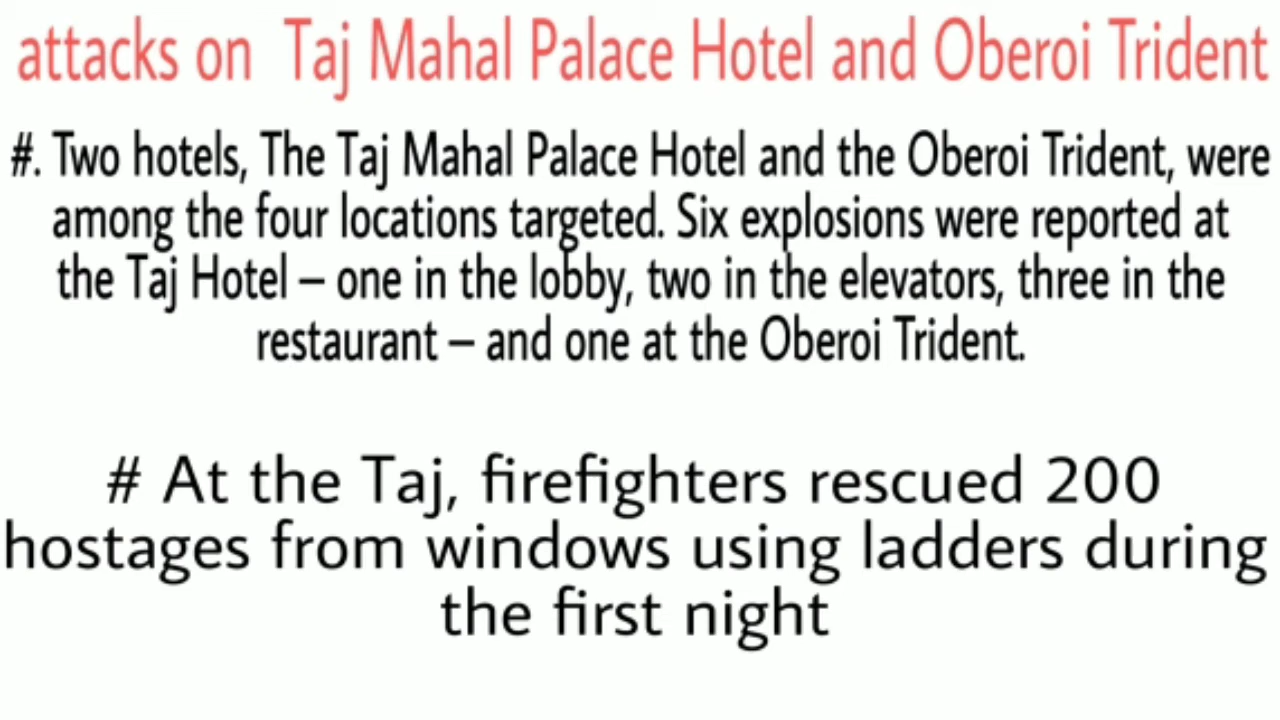 attacks on Taj Mahal Palace Hotel and Oberoi Trident
#. Two hotels, The Taj Mahal Palace Hotel and the Oberoi Trident, were
among the four locations targeted. Six explosions were reported at
the Taj Hotel – one in the lobby, two in the elevators, three in the
restaurant – and one at the Oberoi Trident.
# At the Taj, firefighters rescued 200
hostages from windows using ladders during
the first night